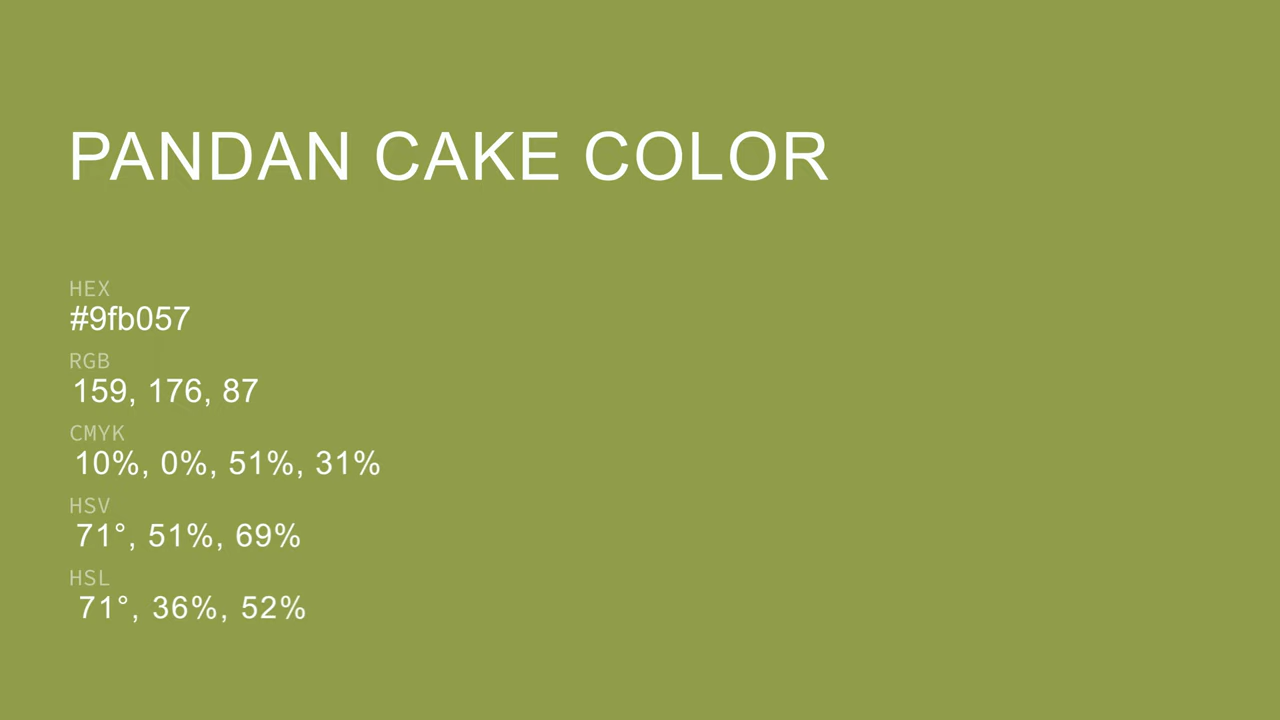 PANDAN CAKE COLOR
HEX
#9fb057
RGB
159, 176, 87
CMYK
10%, 0%, 51%, 31%
HSV
71°, 51%, 69%
HSL
71°, 36%, 52%